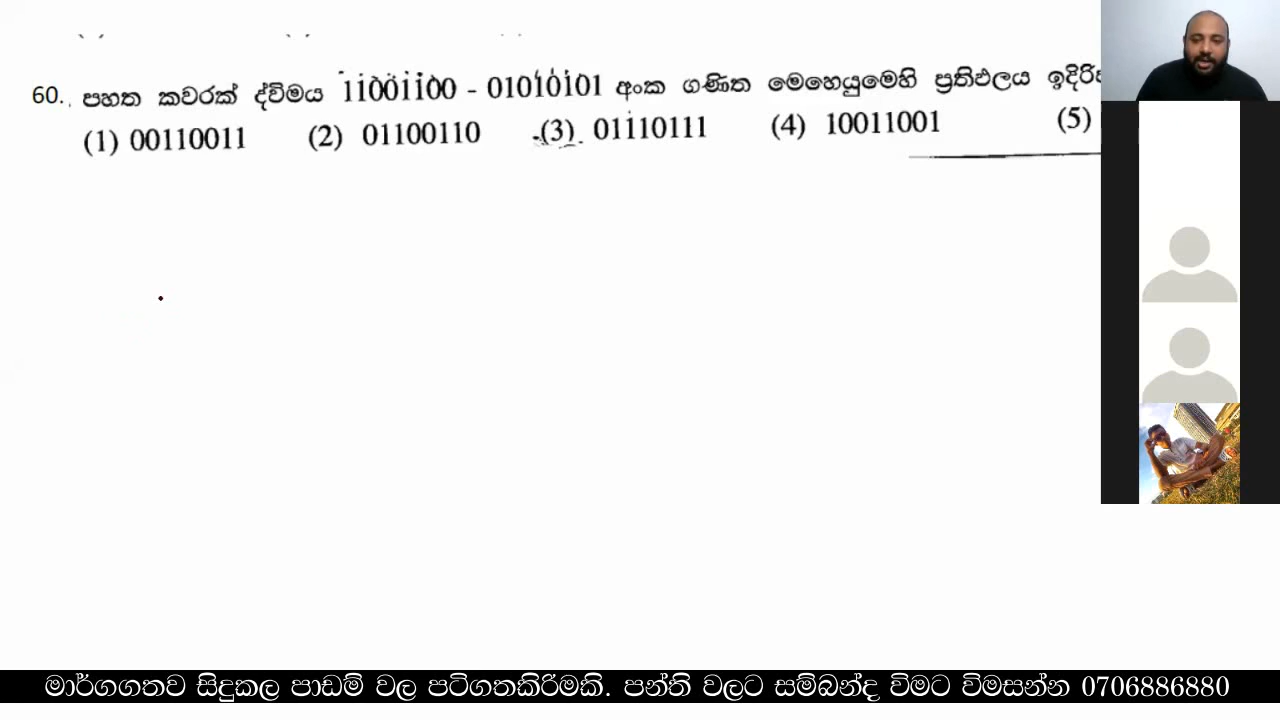 60. පහත කවරක් ද්විමය 11001100 - 01010101 අංක ගණිත මෙහෙයුමෙහි ප්‍රතිඵලය
(1) 00110011 (2) 01100110 (3) 01110111 (4) 10011001 (5)
මාර්ගගතව සිදුකල පාඩම් වල පටිගතකිරීමකි. පන්ති වලට සම්බන්ද වීමට විමසන්න 0706886880